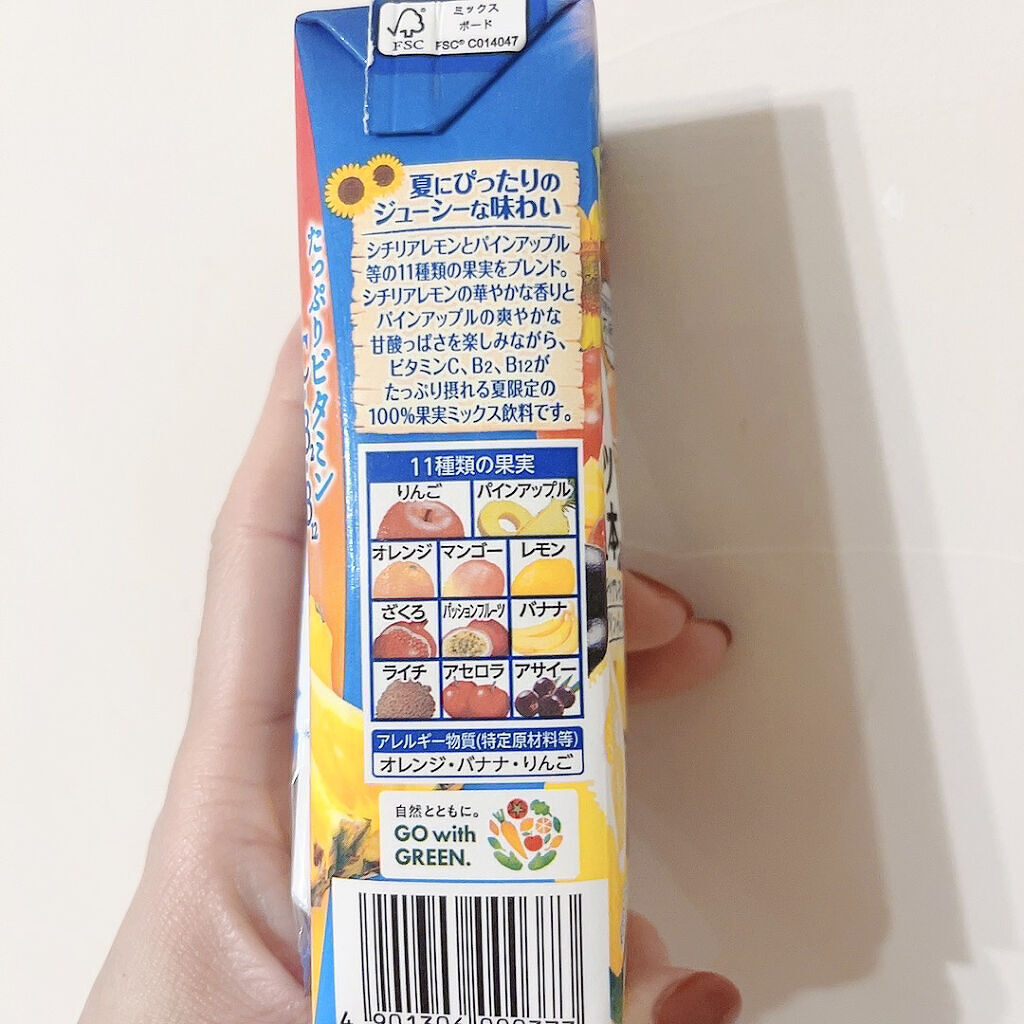 ミックス
ボード
FSC
FSC® C014047
夏にぴったりの
ジューシーな味わい
シチリアレモンとパインアップル
等の11種類の果実をブレンド。
シチリアレモンの華やかな香りと
パインアップルの爽やかな
甘酸っぱさを楽しみながら、
ビタミンC、B2、B12が
たっぷり摂れる夏限定の
100%果実ミックス飲料です。
たっぷりビタミン
11種類の果実
りんご パインアップル
オレンジ マンゴー レモン
ざくろ パッションフルーツ バナナ
ライチ アセロラ アサイー
アレルギー物質(特定原材料等)
オレンジ・バナナ・りんご
自然とともに。
GO with
GREEN.